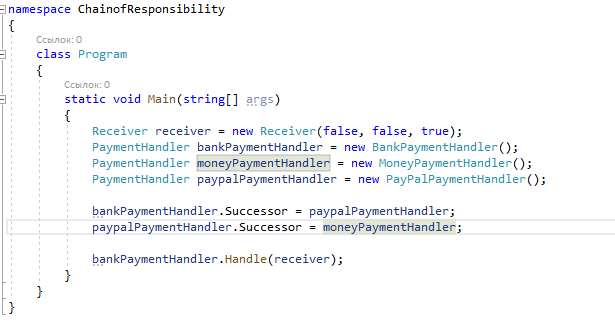 namespace ChainofResponsibility
{
Ссылок: 0
class Program
{
Ссылок: 0
static void Main(string[] args)
{
Receiver receiver = new Receiver(false, false, true);
PaymentHandler bankPaymentHandler = new BankPaymentHandler();
PaymentHandler moneyPaymentHandler = new MoneyPaymentHandler();
PaymentHandler paypalPaymentHandler = new PayPalPaymentHandler();
bankPaymentHandler.Successor = paypalPaymentHandler;
paypalPaymentHandler.Successor = moneyPaymentHandler;
bankPaymentHandler.Handle(receiver);
}
}
}